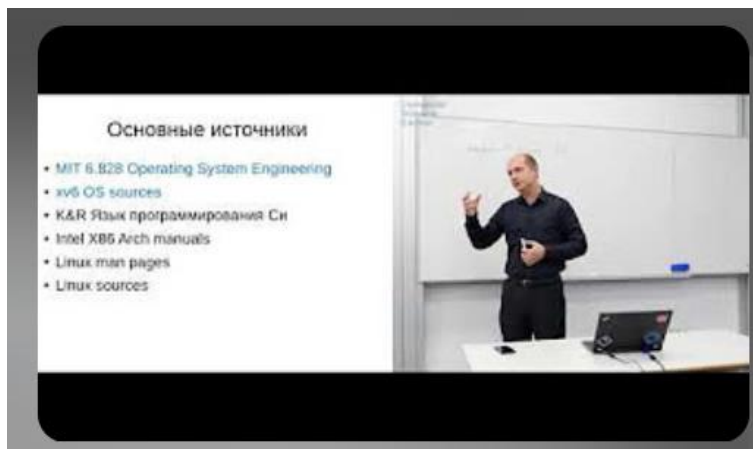 Основные источники
• MIT 6.828 Operating System Engineering
• xv6 OS sources
• K&R Язык программирования Си
• Intel X86 Arch manuals
• Linux man pages
• Linux sources